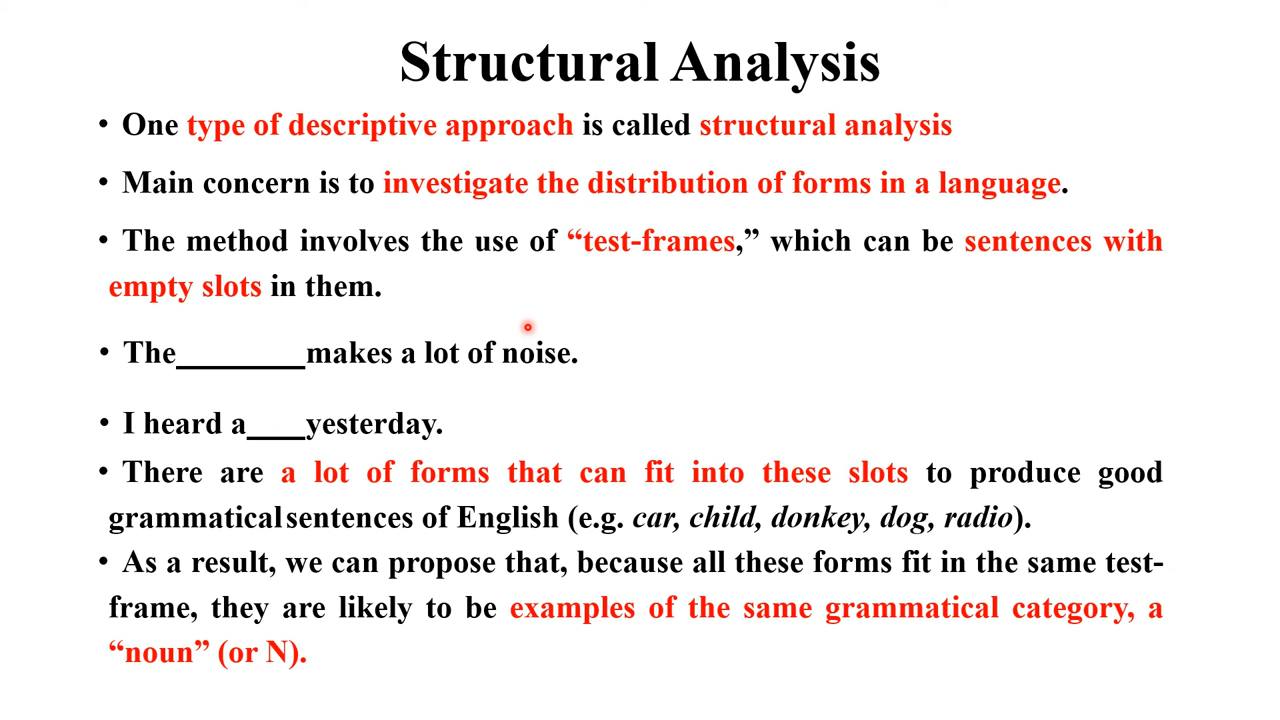 Structural Analysis
• One type of descriptive approach is called structural analysis
• Main concern is to investigate the distribution of forms in a language.
• The method involves the use of “test-frames,” which can be sentences with
empty slots in them.
• The________makes a lot of noise.
• I heard a____yesterday.
• There are a lot of forms that can fit into these slots to produce good
grammatical sentences of English (e.g. car, child, donkey, dog, radio).
• As a result, we can propose that, because all these forms fit in the same test-
frame, they are likely to be examples of the same grammatical category, a
“noun” (or N).